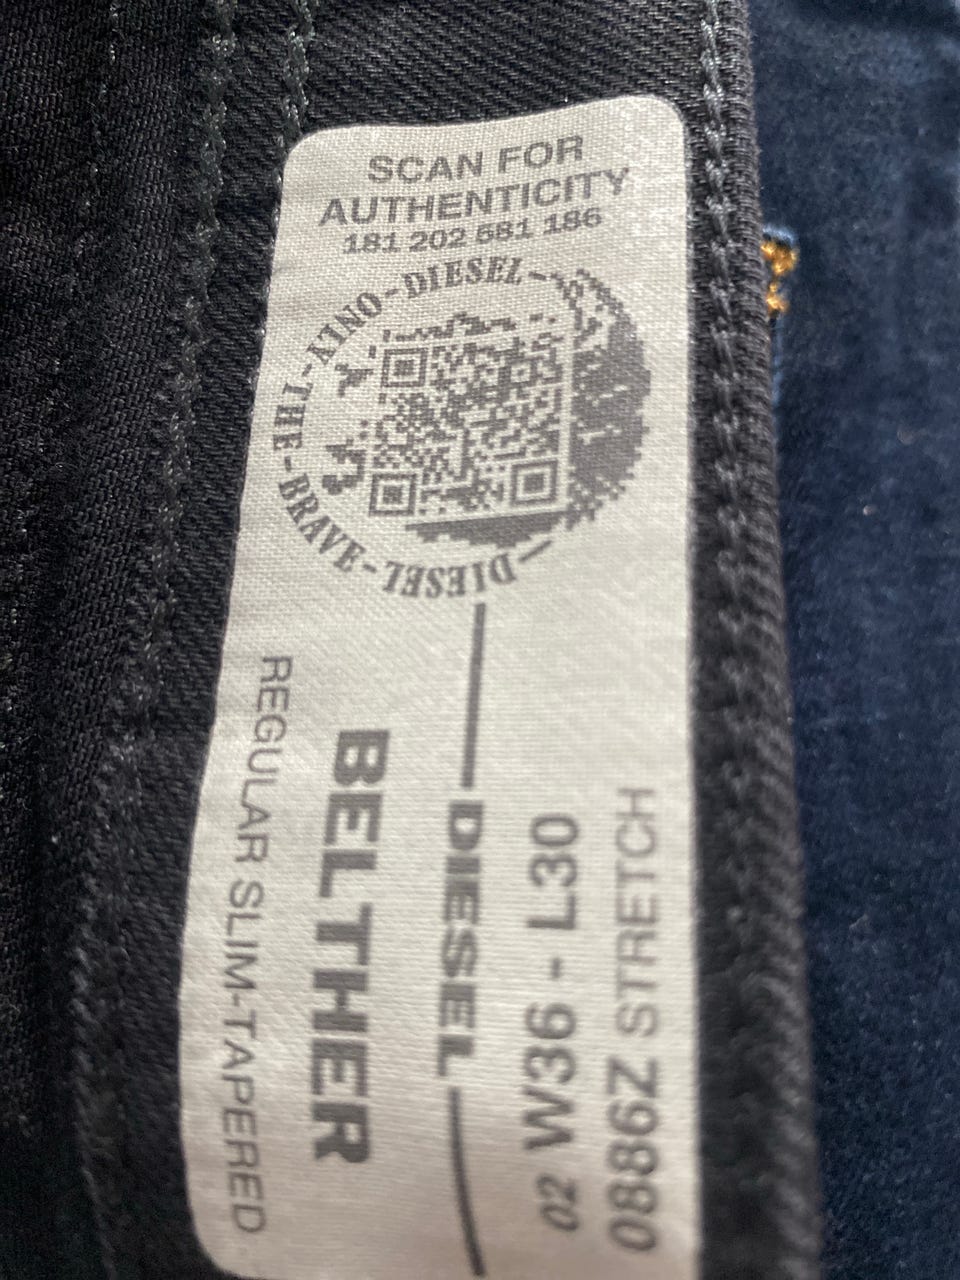 SCAN FOR
AUTHENTICITY
181 202 581 186
DIESEL-ONLY-THE-BRAVE-DIESEL
REGULAR SLIM-TAPERED
BELTHER
DIESEL
02 W36 - L30
0886Z STRETCH